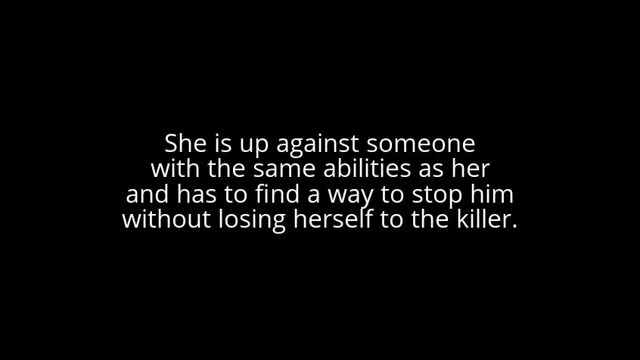 She is up against someone
with the same abilities as her
and has to find a way to stop him
without losing herself to the killer.